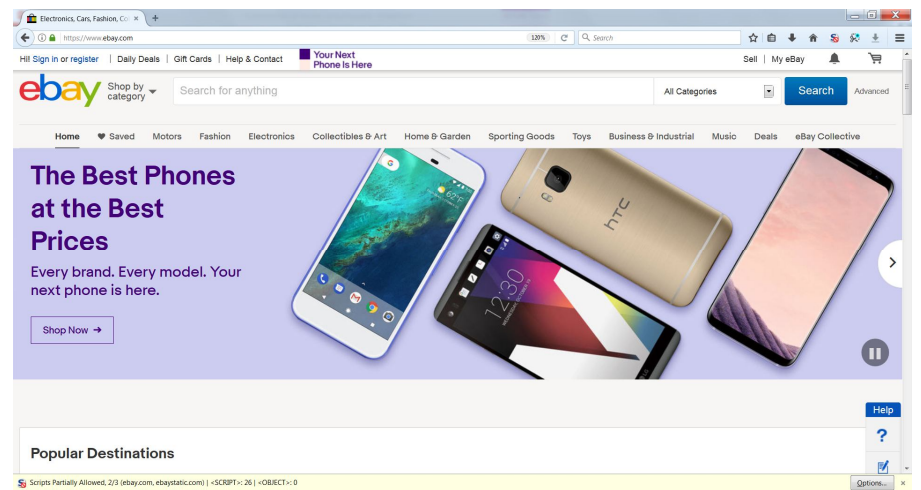 Electronics, Cars, Fashion, Co
https://www.ebay.com
120%
Search
Hi! Sign in or register | Daily Deals | Gift Cards | Help & Contact
Your Next
Phone Is Here
Sell | My eBay
ebay
Shop by
category
Search for anything
All Categories
Search
Advanced
Home Saved Motors Fashion Electronics Collectibles & Art Home & Garden Sporting Goods Toys Business & Industrial Music Deals eBay Collective
The Best Phones
at the Best
Prices
Every brand. Every model. Your
next phone is here.
Shop Now →
62°F
hTC
12:30
Help
?
Popular Destinations
Scripts Partially Allowed, 2/3 (ebay.com, ebaystatic.com) | <SCRIPT>: 26 | <OBJECT>: 0
Options...